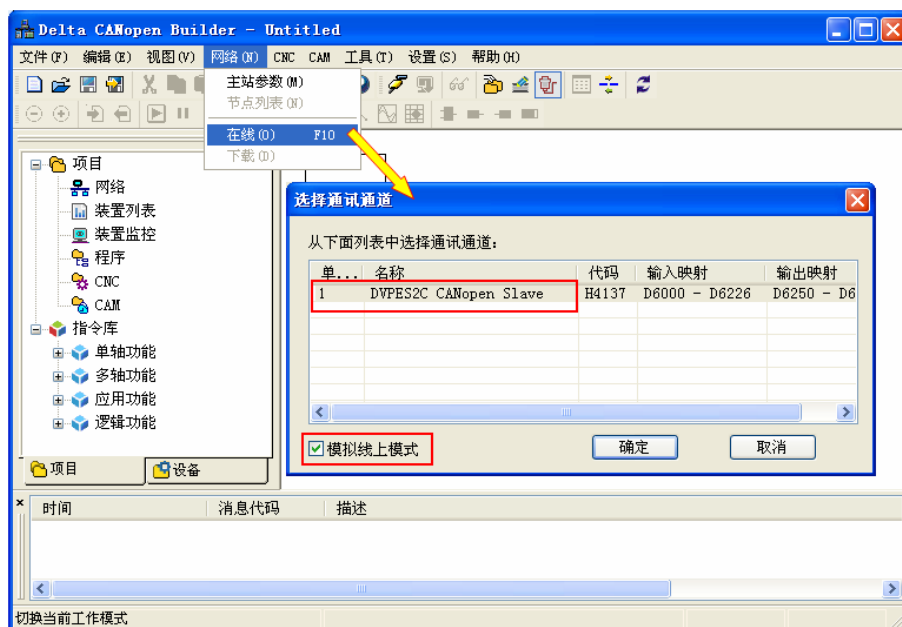 Delta CANopen Builder - Untitled
文件(F) 编辑(E) 视图(V) 网络(N) CNC CAM 工具(T) 设置(S) 帮助(H)
主站参数(M)
节点列表(N)
在线(O) F10
下载(D)
项目
网络
装置列表
装置监控
程序
CNC
CAM
指令库
单轴功能
多轴功能
应用功能
逻辑功能
项目 设备
选择通讯通道
从下面列表中选择通讯通道:
单... 名称 代码 输入映射 输出映射
1 DVPES2C CANopen Slave H4137 D6000 - D6226 D6250 - D6
模拟线上模式
确定 取消
时间 消息代码 描述
切换当前工作模式